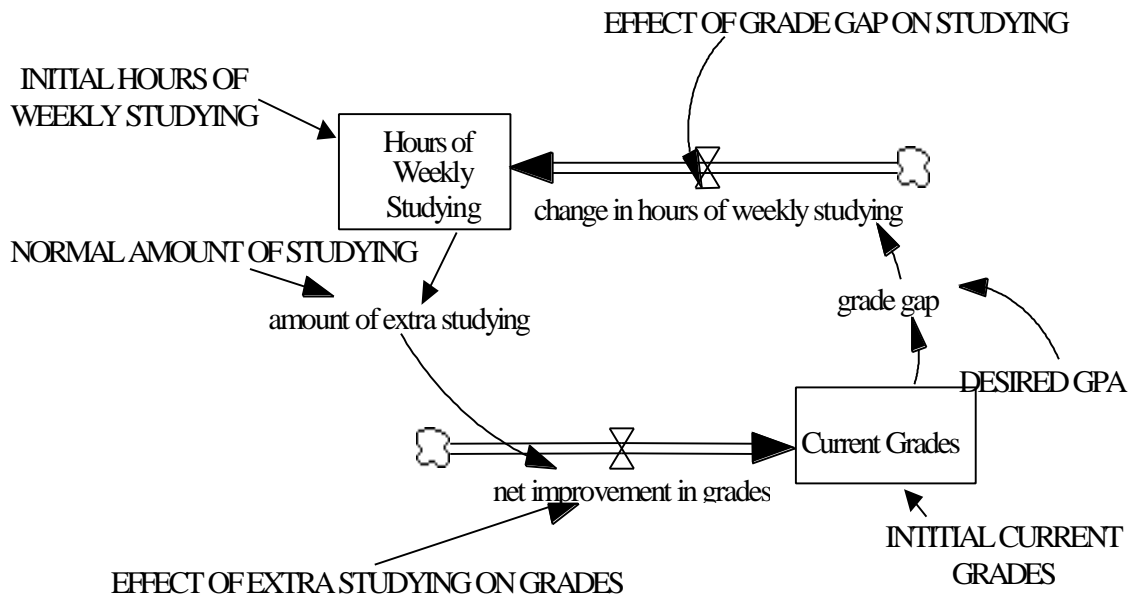 EFFECT OF GRADE GAP ON STUDYING
INITIAL HOURS OF
WEEKLY STUDYING
Hours of
Weekly
Studying
change in hours of weekly studying
NORMAL AMOUNT OF STUDYING
amount of extra studying
grade gap
DESIRED GPA
Current Grades
net improvement in grades
INTITIAL CURRENT
GRADES
EFFECT OF EXTRA STUDYING ON GRADES